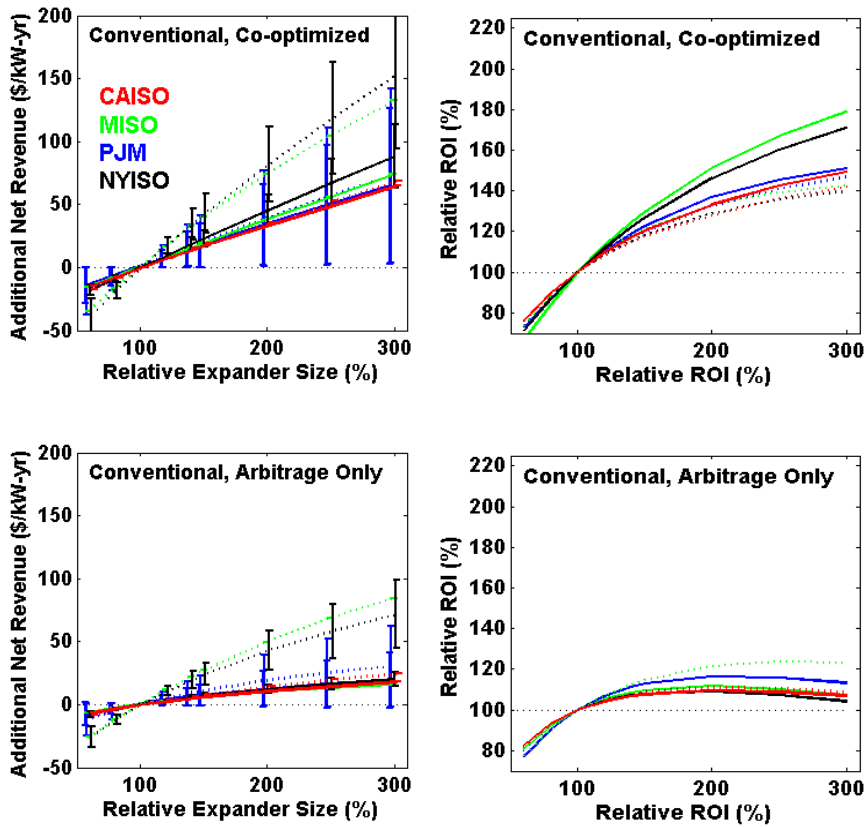 Conventional, Co-optimized
CAISO
MISO
PJM
NYISO
200
150
100
50
0
-50
Additional Net Revenue ($/kW-yr)
100
200
300
Relative Expander Size (%)
Conventional, Co-optimized
220
200
180
160
140
120
100
80
Relative ROI (%)
100
200
300
Relative ROI (%)
Conventional, Arbitrage Only
200
150
100
50
0
-50
Additional Net Revenue ($/kW-yr)
100
200
300
Relative Expander Size (%)
Conventional, Arbitrage Only
220
200
180
160
140
120
100
80
Relative ROI (%)
100
200
300
Relative ROI (%)